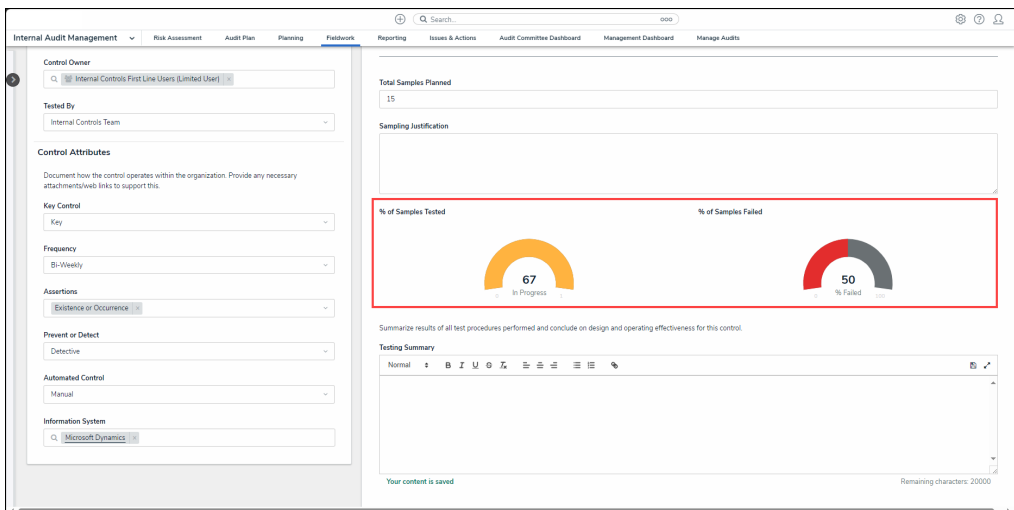 Search...
Internal Audit Management
Risk Assessment
Audit Plan
Planning
Fieldwork
Reporting
Issues & Actions
Audit Committee Dashboard
Management Dashboard
Manage Audits
Control Owner
Internal Controls First Line Users (Limited User) ×
Tested By
Internal Controls Team
Control Attributes
Document how the control operates within the organization. Provide any necessary
attachments/web links to support this.
Key Control
Key
Frequency
Bi-Weekly
Assertions
Existence or Occurrence ×
Prevent or Detect
Detective
Automated Control
Manual
Information System
Microsoft Dynamics ×
Total Samples Planned
15
Sampling Justification
% of Samples Tested
67
In Progress
0
% of Samples Failed
50
% Failed
0
100
Summarize results of all test procedures performed and conclude on design and operating effectiveness for this control.
Testing Summary
Normal
B I U
Your content is saved
Remaining characters: 20000